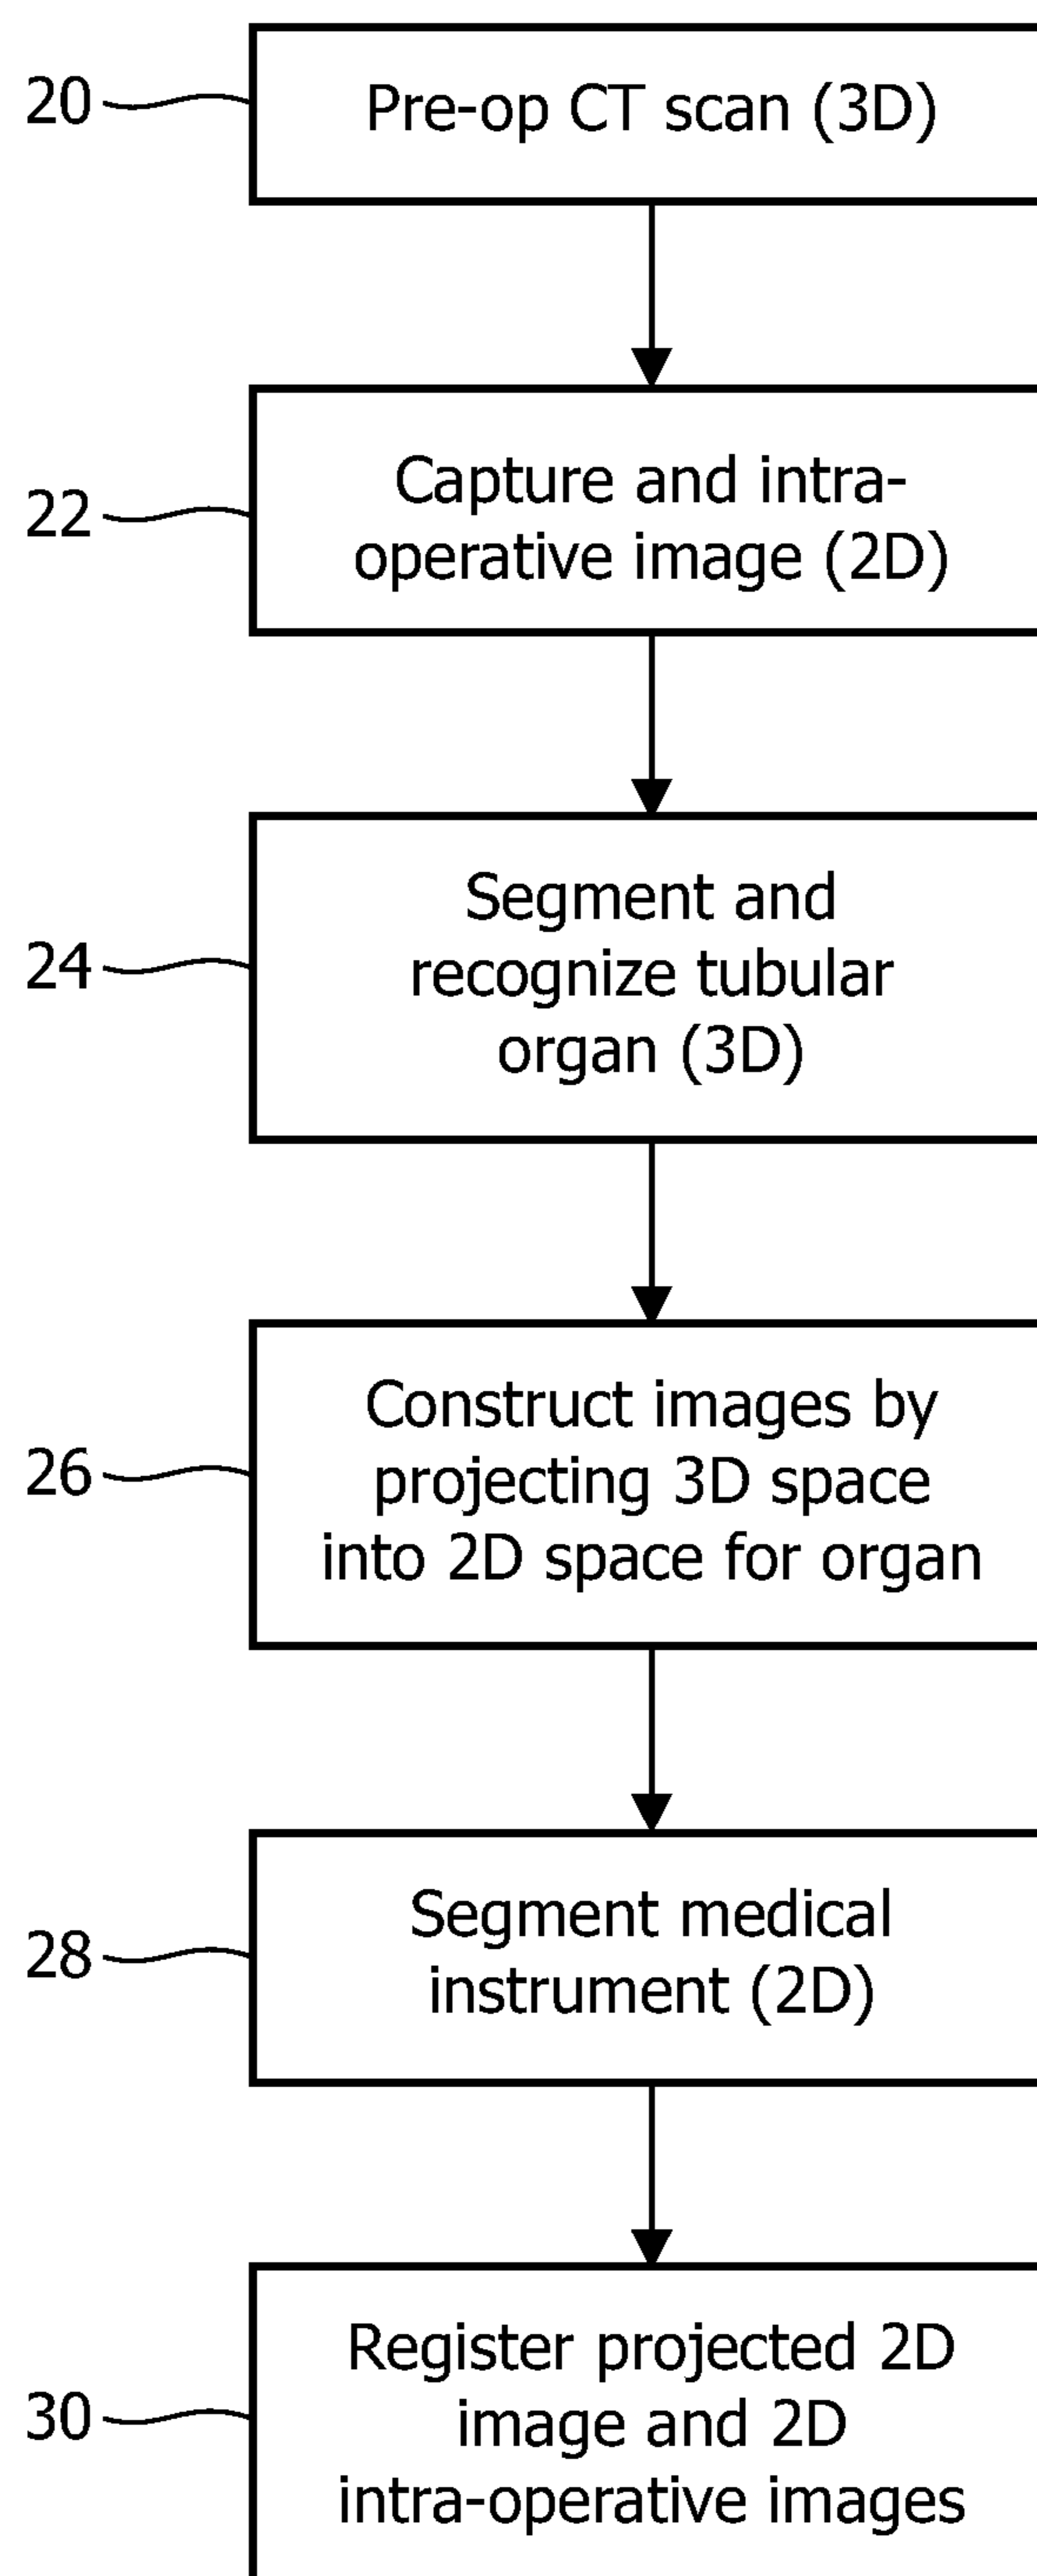 20
Pre-op CT scan (3D)
22
Capture and intra-
operative image (2D)
24
Segment and
recognize tubular
organ (3D)
26
Construct images by
projecting 3D space
into 2D space for organ
28
Segment medical
instrument (2D)
30
Register projected 2D
image and 2D
intra-operative images